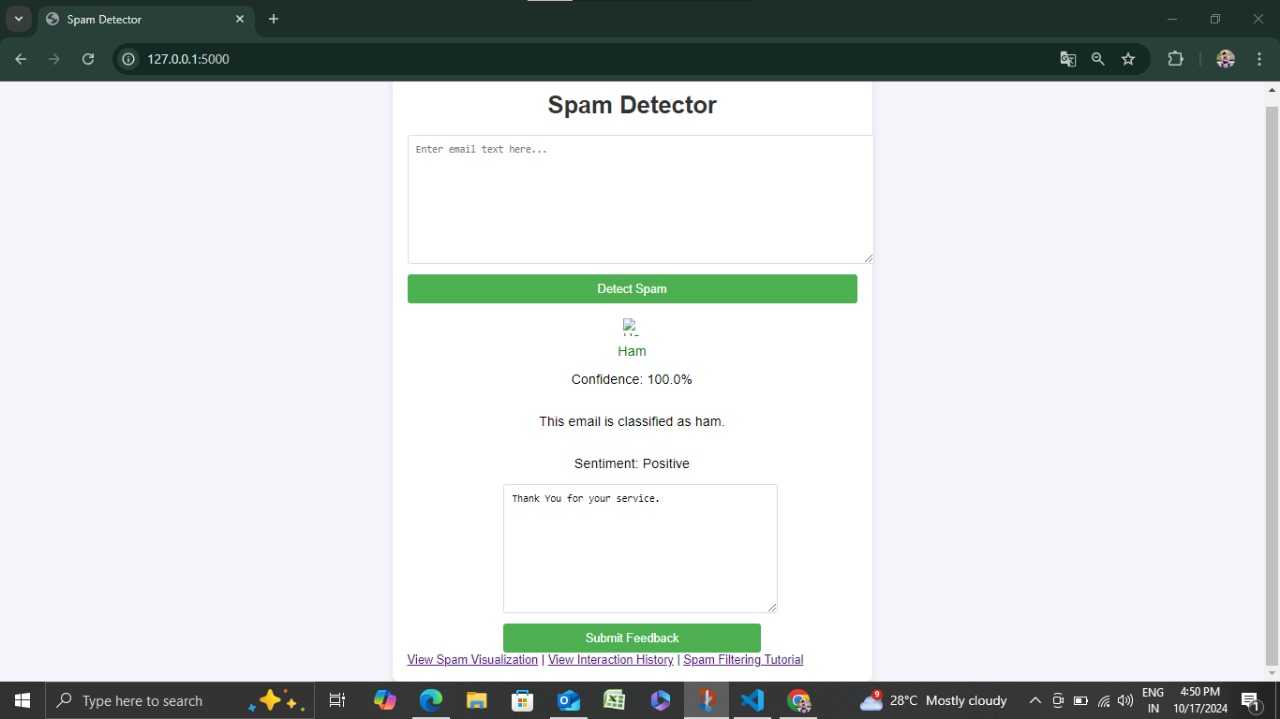 Spam Detector
127.0.0.1:5000
Spam Detector
Enter email text here...
Detect Spam
Ham
Confidence: 100.0%
This email is classified as ham.
Sentiment: Positive
Thank You for your service.
Submit Feedback
View Spam Visualization | View Interaction History | Spam Filtering Tutorial
Type here to search
9
28°C Mostly cloudy
ENG
IN
4:50 PM
10/17/2024
1